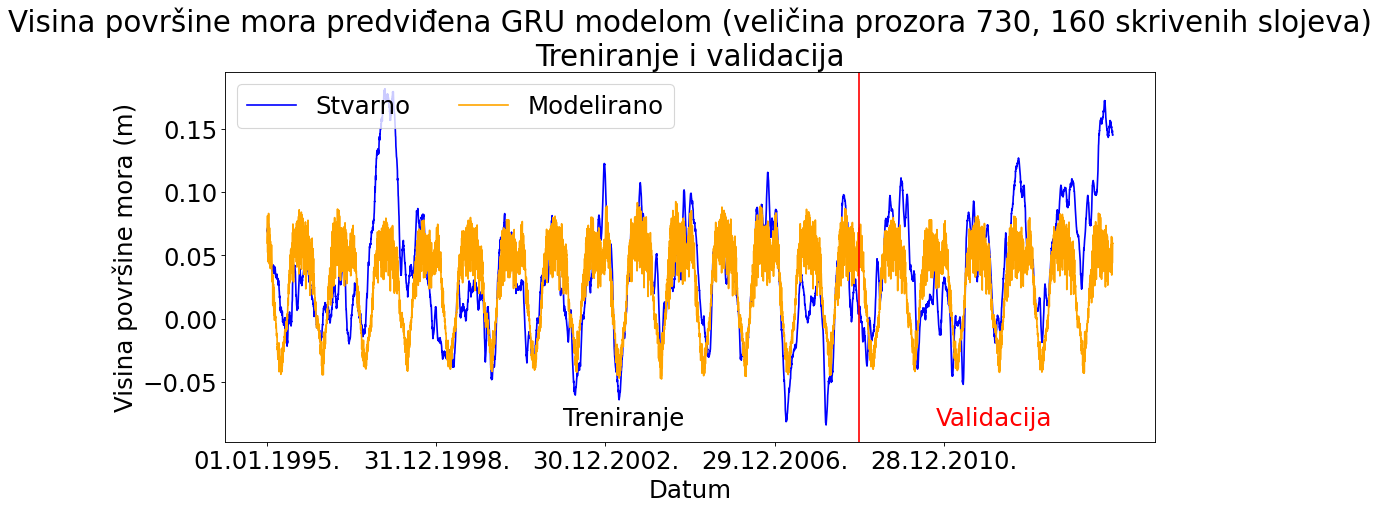 Visina površine mora predviđena GRU modelom (veličina prozora 730, 160 skrivenih slojeva)
Treniranje i validacija
Stvarno Modelirano
Visina površine mora (m)
0.15
0.10
0.05
0.00
−0.05
Treniranje Validacija
01.01.1995. 31.12.1998. 30.12.2002. 29.12.2006. 28.12.2010.
Datum